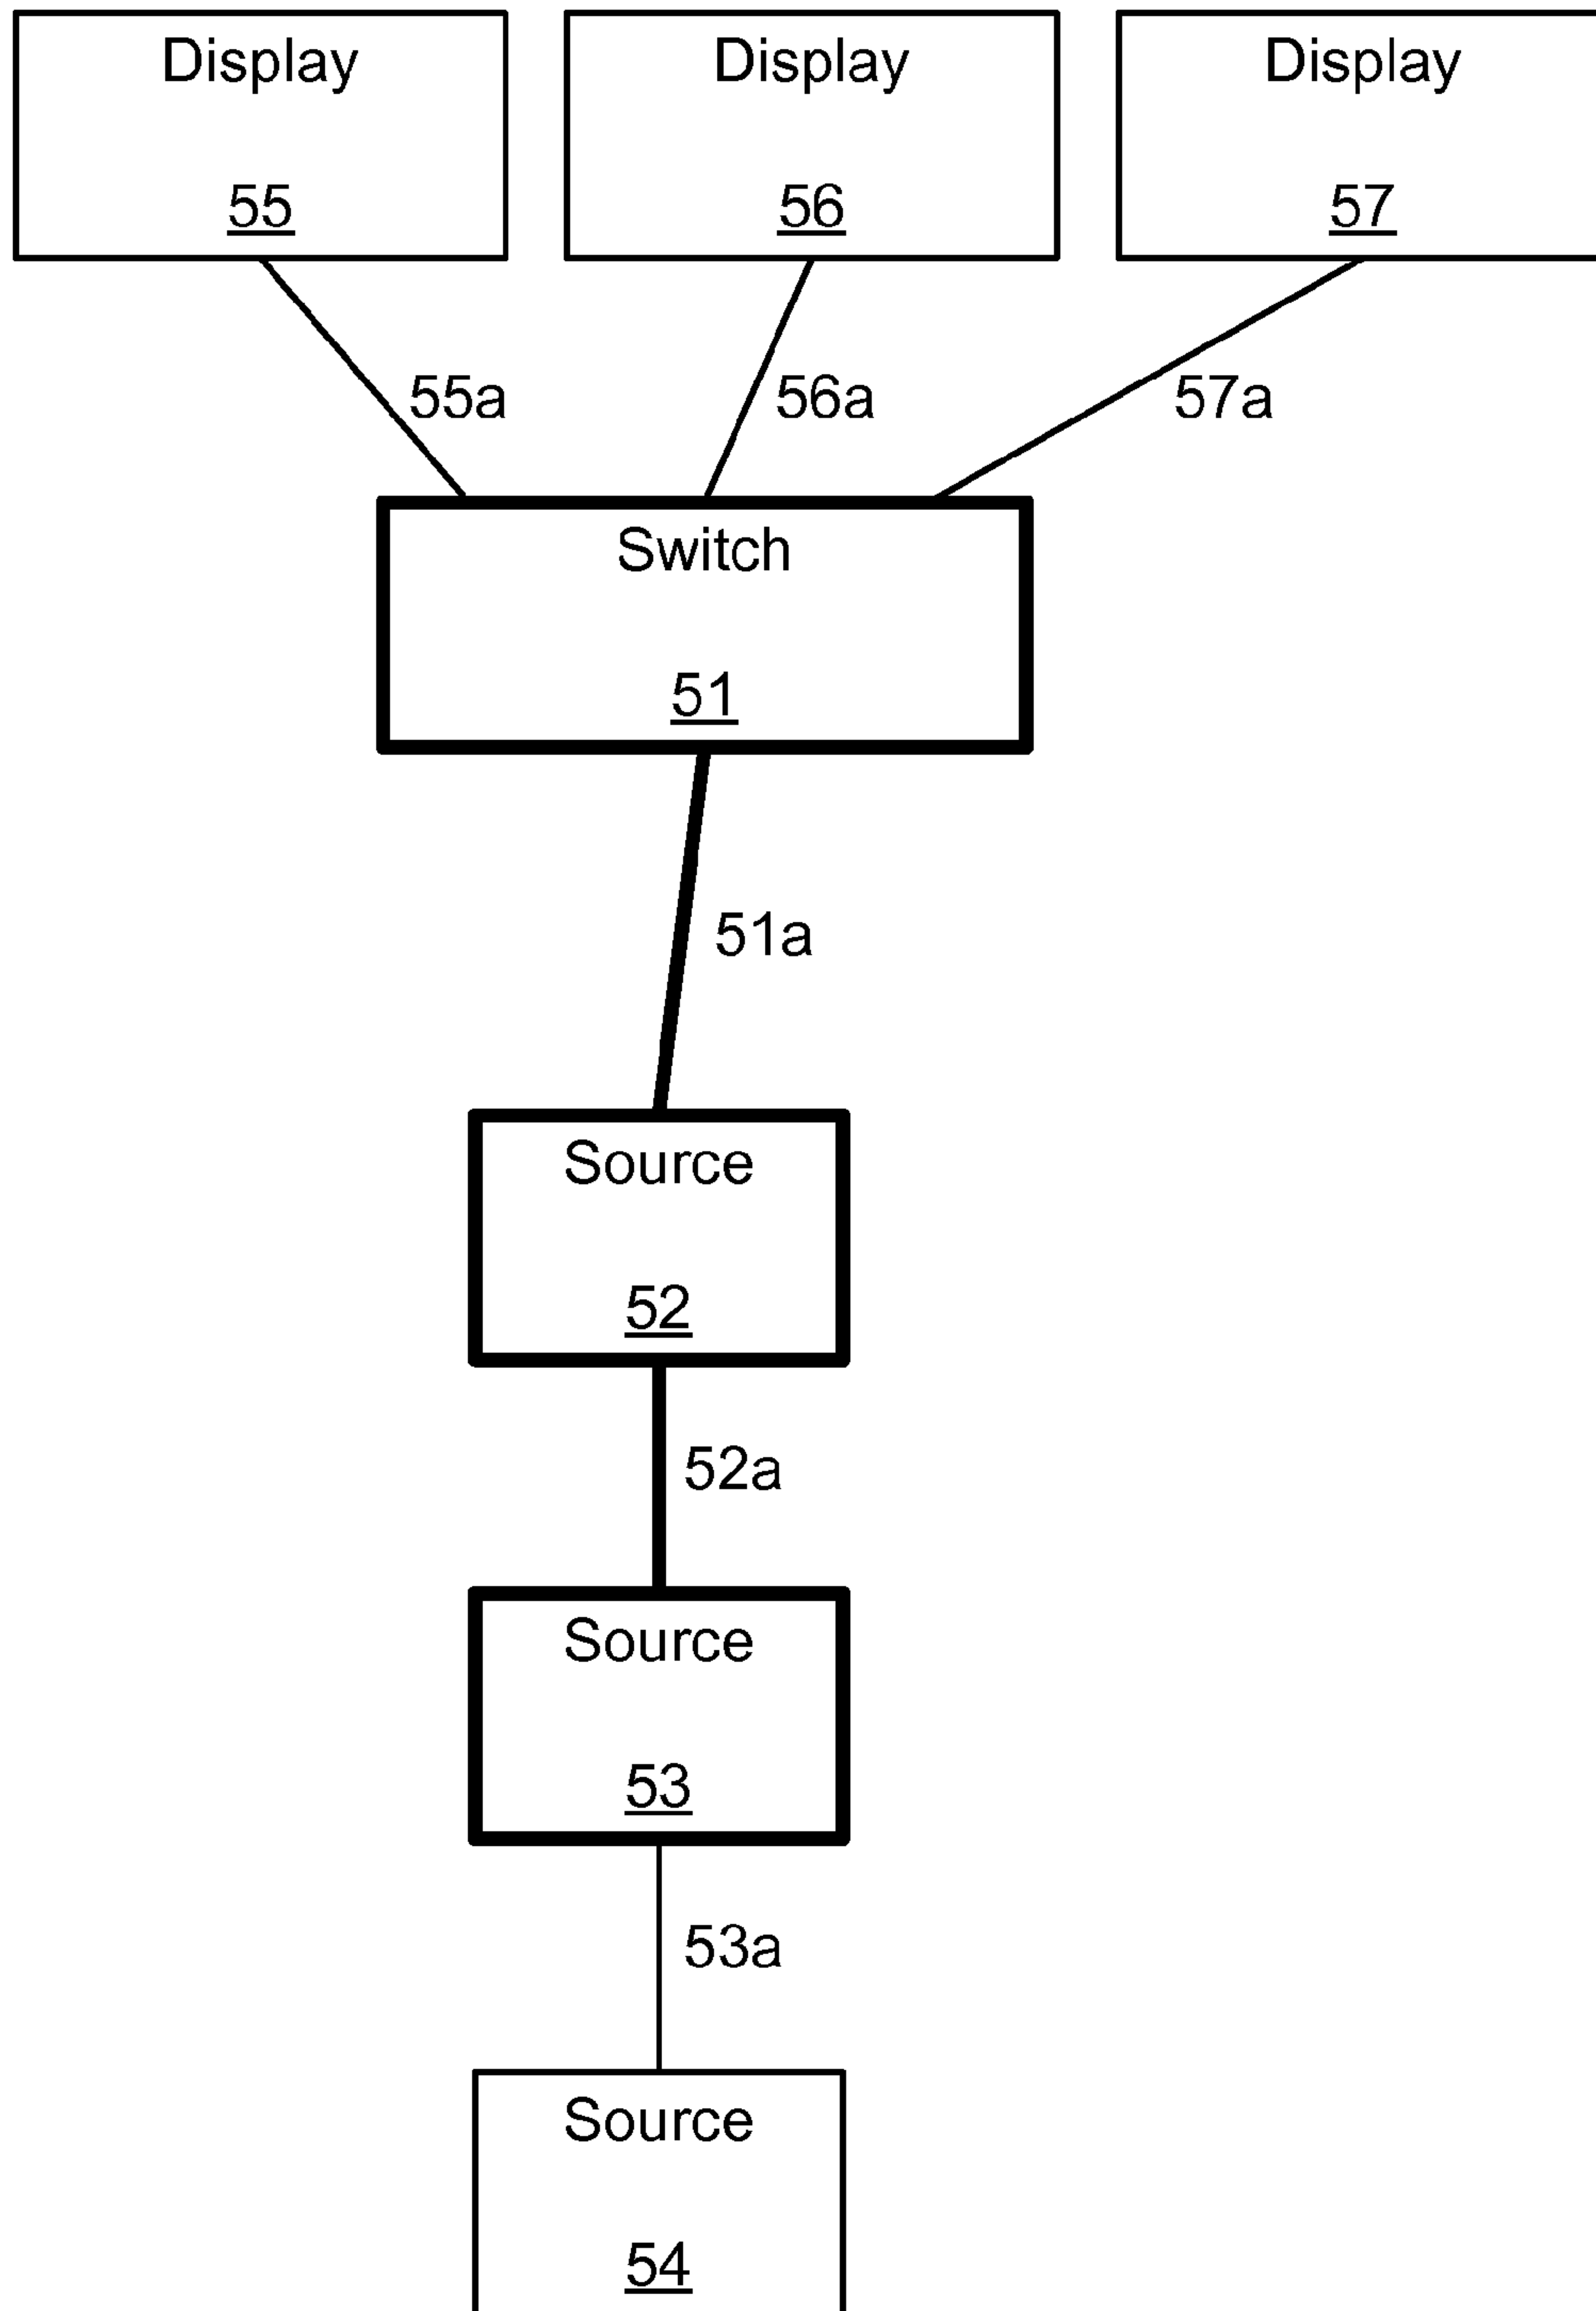 Display Display Display
55 56 57
55a 56a 57a
Switch
51
51a
Source
52
52a
Source
53
53a
Source
54